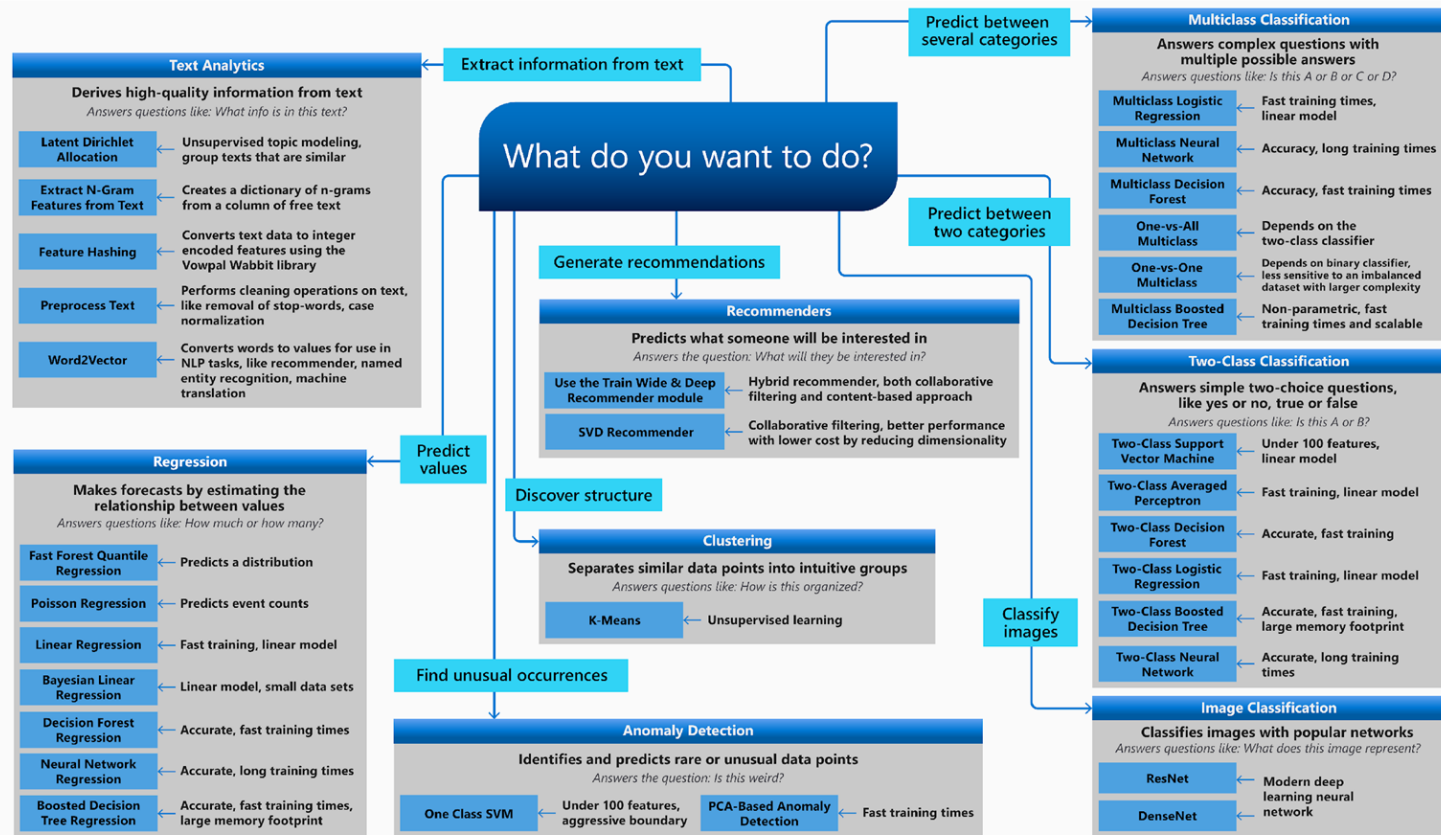 What do you want to do?
Extract information from text
Text Analytics
Derives high-quality information from text
Answers questions like: What info is in this text?
Latent Dirichlet
Allocation
Unsupervised topic modeling,
group texts that are similar
Extract N-Gram
Features from Text
Creates a dictionary of n-grams
from a column of free text
Feature Hashing
Converts text data to integer
encoded features using the
Vowpal Wabbit library
Preprocess Text
Performs cleaning operations on text,
like removal of stop-words, case
normalization
Word2Vector
Converts words to values for use in
NLP tasks, like recommender, named
entity recognition, machine
translation
Predict
values
Regression
Makes forecasts by estimating the
relationship between values
Answers questions like: How much or how many?
Fast Forest Quantile
Regression
Predicts a distribution
Poisson Regression
Predicts event counts
Linear Regression
Fast training, linear model
Bayesian Linear
Regression
Linear model, small data sets
Decision Forest
Regression
Accurate, fast training times
Neural Network
Regression
Accurate, long training times
Boosted Decision
Tree Regression
Accurate, fast training times,
large memory footprint
Generate recommendations
Recommenders
Predicts what someone will be interested in
Answers the question: What will they be interested in?
Use the Train Wide & Deep
Recommender module
Hybrid recommender, both collaborative
filtering and content-based approach
SVD Recommender
Collaborative filtering, better performance
with lower cost by reducing dimensionality
Discover structure
Clustering
Separates similar data points into intuitive groups
Answers questions like: How is this organized?
K-Means
Unsupervised learning
Find unusual occurrences
Anomaly Detection
Identifies and predicts rare or unusual data points
Answers the question: Is this weird?
One Class SVM
Under 100 features,
aggressive boundary
PCA-Based Anomaly
Detection
Fast training times
Predict between
several categories
Multiclass Classification
Answers complex questions with
multiple possible answers
Answers questions like: Is this A or B or C or D?
Multiclass Logistic
Regression
Fast training times,
linear model
Multiclass Neural
Network
Accuracy, long training times
Multiclass Decision
Forest
Accuracy, fast training times
One-vs-All
Multiclass
Depends on the
two-class classifier
One-vs-One
Multiclass
Depends on binary classifier,
less sensitive to an imbalanced
dataset with larger complexity
Multiclass Boosted
Decision Tree
Non-parametric, fast
training times and scalable
Predict between
two categories
Two-Class Classification
Answers simple two-choice questions,
like yes or no, true or false
Answers questions like: Is this A or B?
Two-Class Support
Vector Machine
Under 100 features,
linear model
Two-Class Averaged
Perceptron
Fast training, linear model
Two-Class Decision
Forest
Accurate, fast training
Two-Class Logistic
Regression
Fast training, linear model
Two-Class Boosted
Decision Tree
Accurate, fast training,
large memory footprint
Two-Class Neural
Network
Accurate, long training
times
Classify
images
Image Classification
Classifies images with popular networks
Answers questions like: What does this image represent?
ResNet
DenseNet
Modern deep
learning neural
network